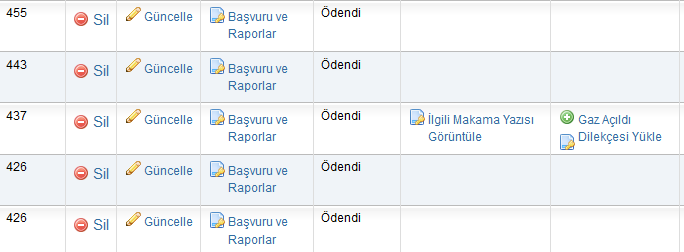 455 Sil Güncelle Başvuru ve Raporlar Ödendi
443 Sil Güncelle Başvuru ve Raporlar Ödendi
437 Sil Güncelle Başvuru ve Raporlar Ödendi İlgili Makama Yazısı Görüntüle Gaz Açıldı Dilekçesi Yükle
426 Sil Güncelle Başvuru ve Raporlar Ödendi
426 Sil Güncelle Başvuru ve Raporlar Ödendi